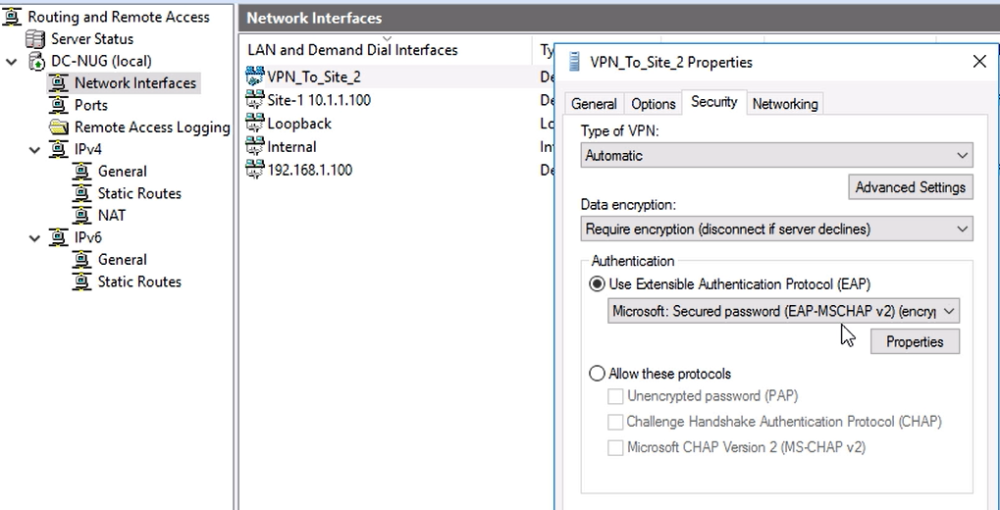 Routing and Remote Access
Server Status
DC-NUG (local)
Network Interfaces
Ports
Remote Access Logging
IPv4
General
Static Routes
NAT
IPv6
General
Static Routes
Network Interfaces
LAN and Demand Dial Interfaces
Ty
VPN_To_Site_2
De
Site-1 10.1.1.100
De
Loopback
Lo
Internal
Int
192.168.1.100
De
VPN_To_Site_2 Properties
General Options Security Networking
Type of VPN:
Automatic
Advanced Settings
Data encryption:
Require encryption (disconnect if server declines)
Authentication
Use Extensible Authentication Protocol (EAP)
Microsoft: Secured password (EAP-MSCHAP v2) (encryp
Properties
Allow these protocols
Unencrypted password (PAP)
Challenge Handshake Authentication Protocol (CHAP)
Microsoft CHAP Version 2 (MS-CHAP v2)